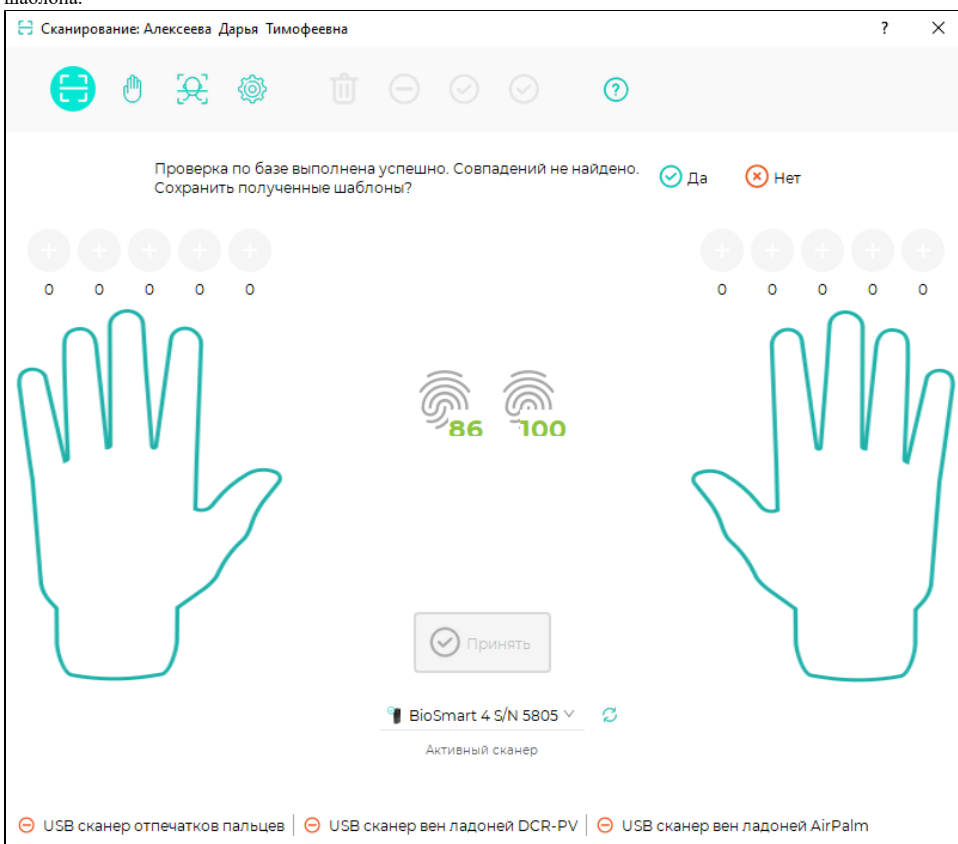 шаблона.
Сканирование: Алексеева Дарья Тимофеевна
?
?
Проверка по базе выполнена успешно. Совпадений не найдено.
Сохранить полученные шаблоны?
Да
Нет
0 0 0 0 0
0 0 0 0 0
86 100
Принять
BioSmart 4 S/N 5805
Активный сканер
USB сканер отпечатков пальцев
USB сканер вен ладоней DCR-PV
USB сканер вен ладоней AirPalm